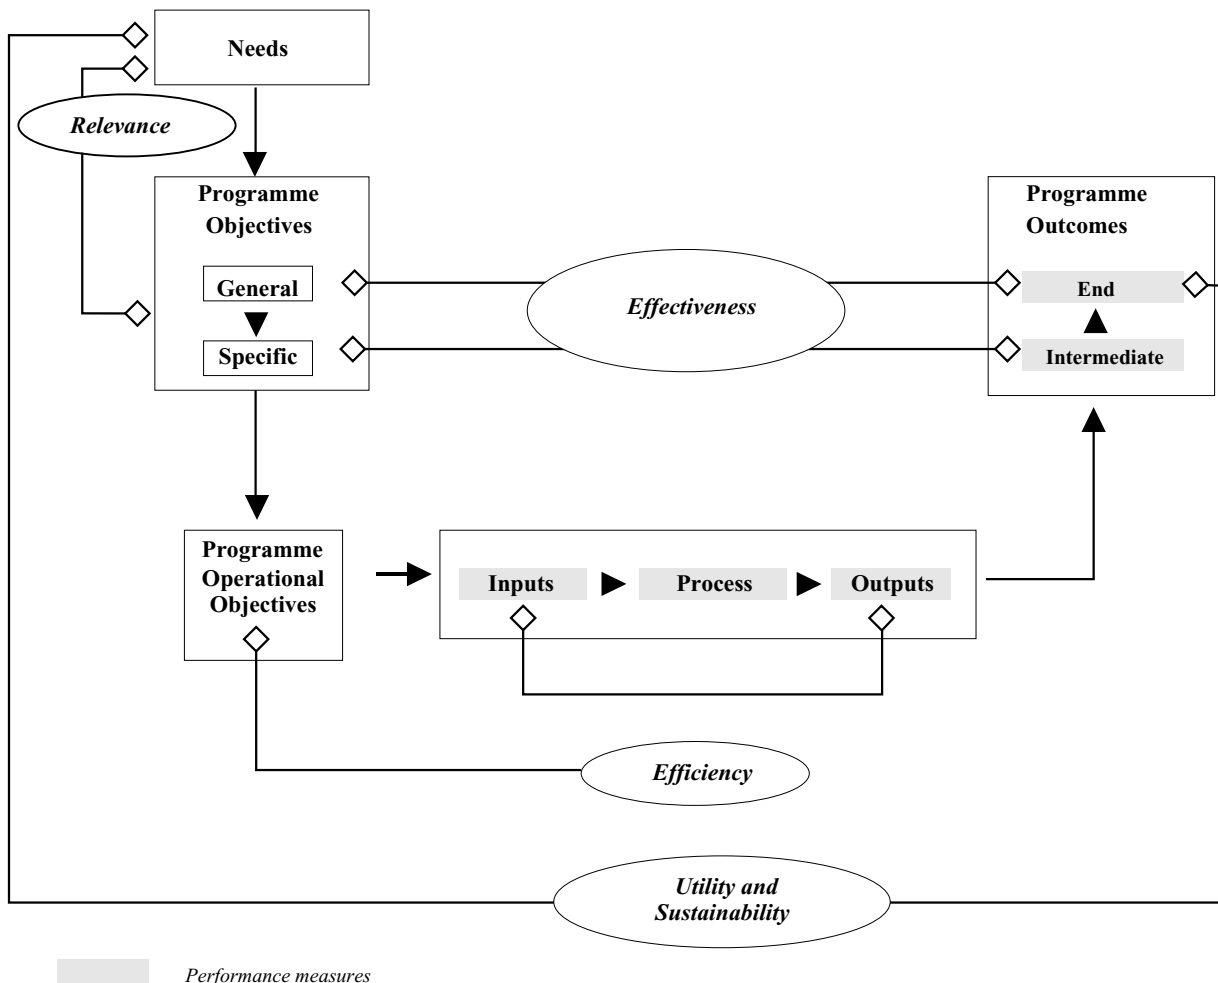 Needs
Relevance
Programme
Objectives
General
Specific
Effectiveness
Programme
Outcomes
End
Intermediate
Programme
Operational
Objectives
Inputs
Process
Outputs
Efficiency
Utility and
Sustainability
Performance measures